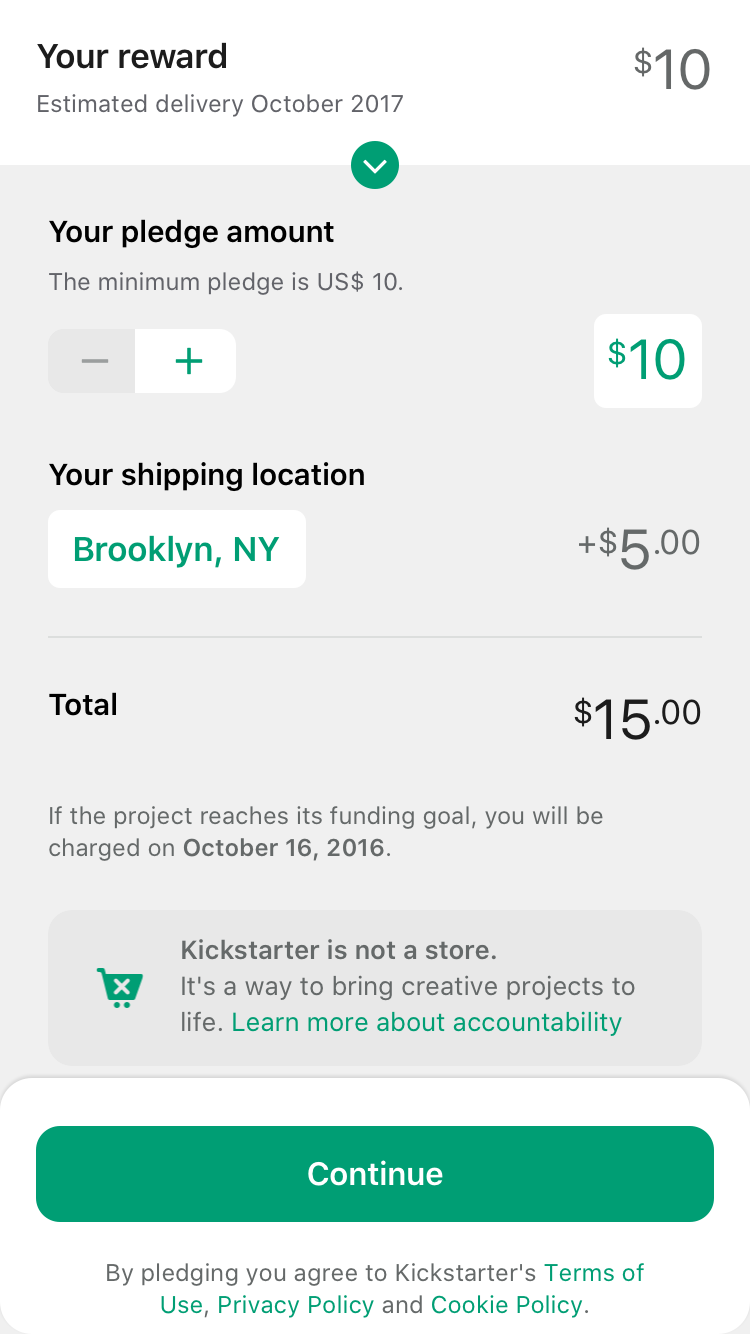 Your reward
$10
Estimated delivery October 2017
Your pledge amount
The minimum pledge is US$ 10.
$10
Your shipping location
Brooklyn, NY
+$5.00
Total
$15.00
If the project reaches its funding goal, you will be
charged on October 16, 2016.
Kickstarter is not a store.
It's a way to bring creative projects to
life. Learn more about accountability
Continue
By pledging you agree to Kickstarter's Terms of
Use, Privacy Policy and Cookie Policy.